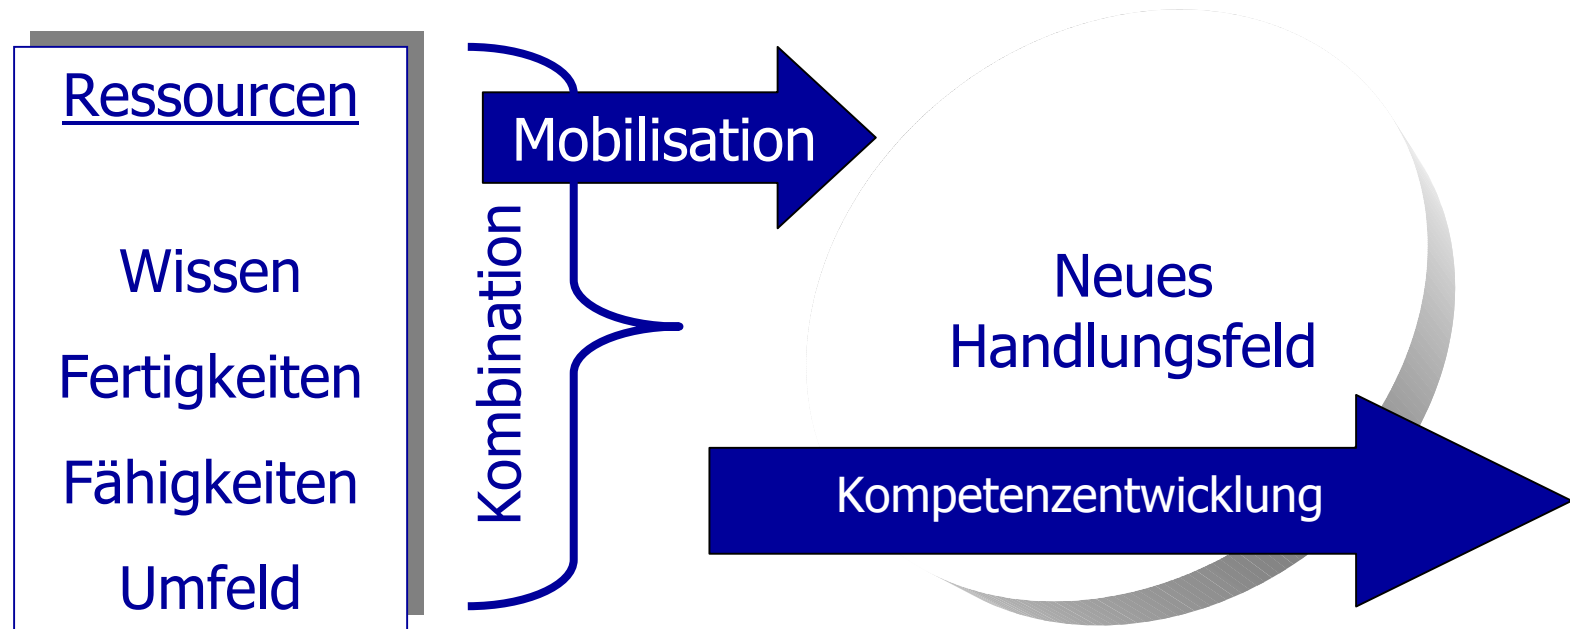 Ressourcen
Wissen
Fertigkeiten
Fähigkeiten
Umfeld
Kombination
Mobilisation
Neues
Handlungsfeld
Kompetenzentwicklung